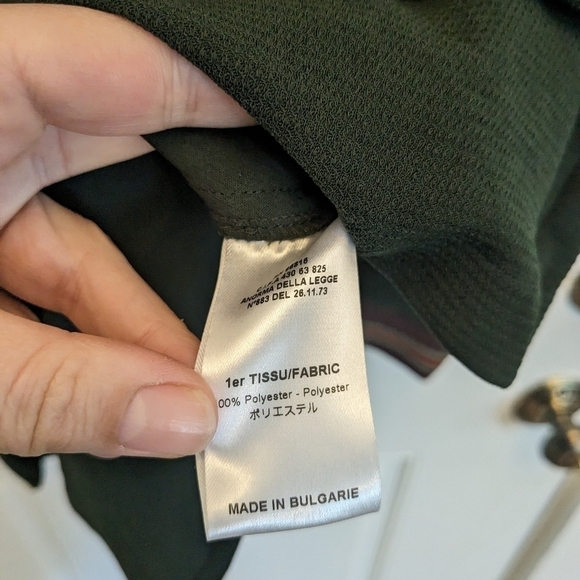 430 63 825
ANORMA DELLA LEGGE
N°883 DEL 26.11.73
1er TISSU/FABRIC
00% Polyester - Polyester
ポリエステル
MADE IN BULGARIE